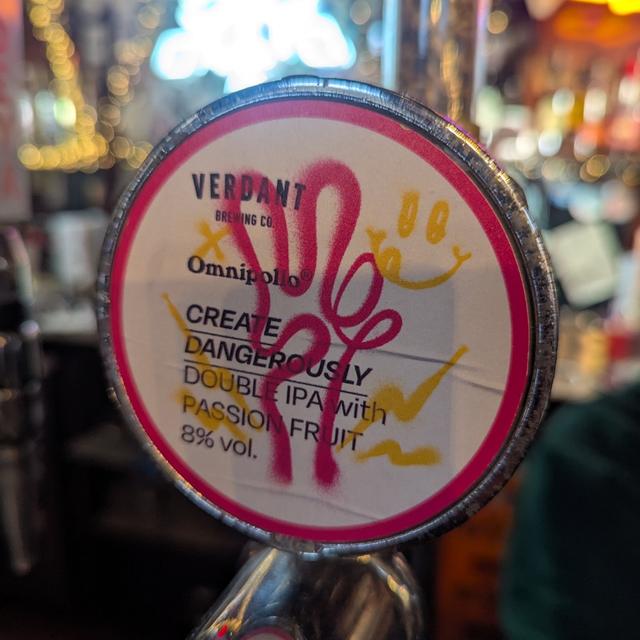 VERDANT
BREWING CO.
Omnipollo®
CREATE
DANGEROUSLY
DOUBLE IPA with
PASSION FRUIT
8% vol.